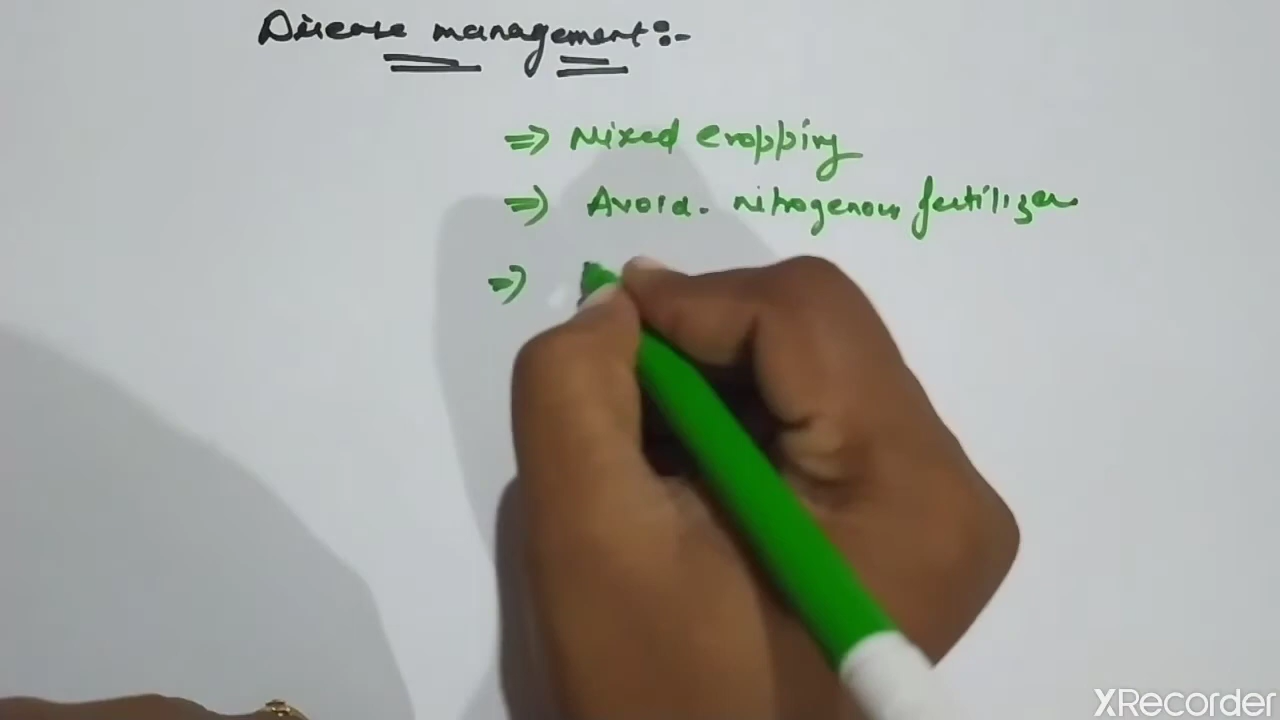 Disease management:-
⇒ Mixed cropping
⇒ Avoid. nitrogenous fertilizer
⇒
XRecorder